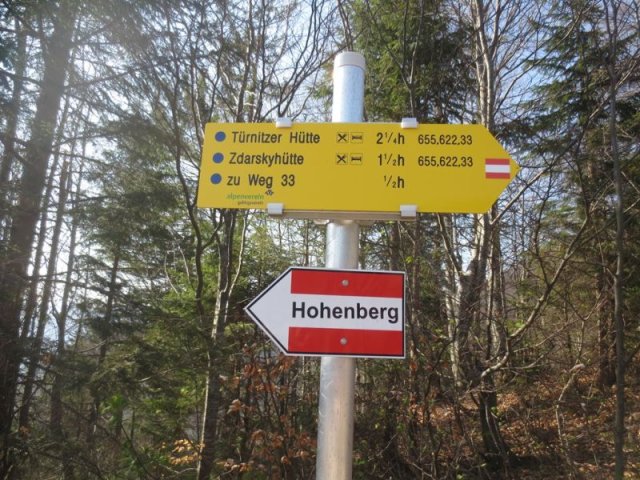 Türnitzer Hütte 2¼h 655,622,33
Zdarskyhütte 1½h 655,622,33
zu Weg 33 ½h
alpenverein
Hohenberg